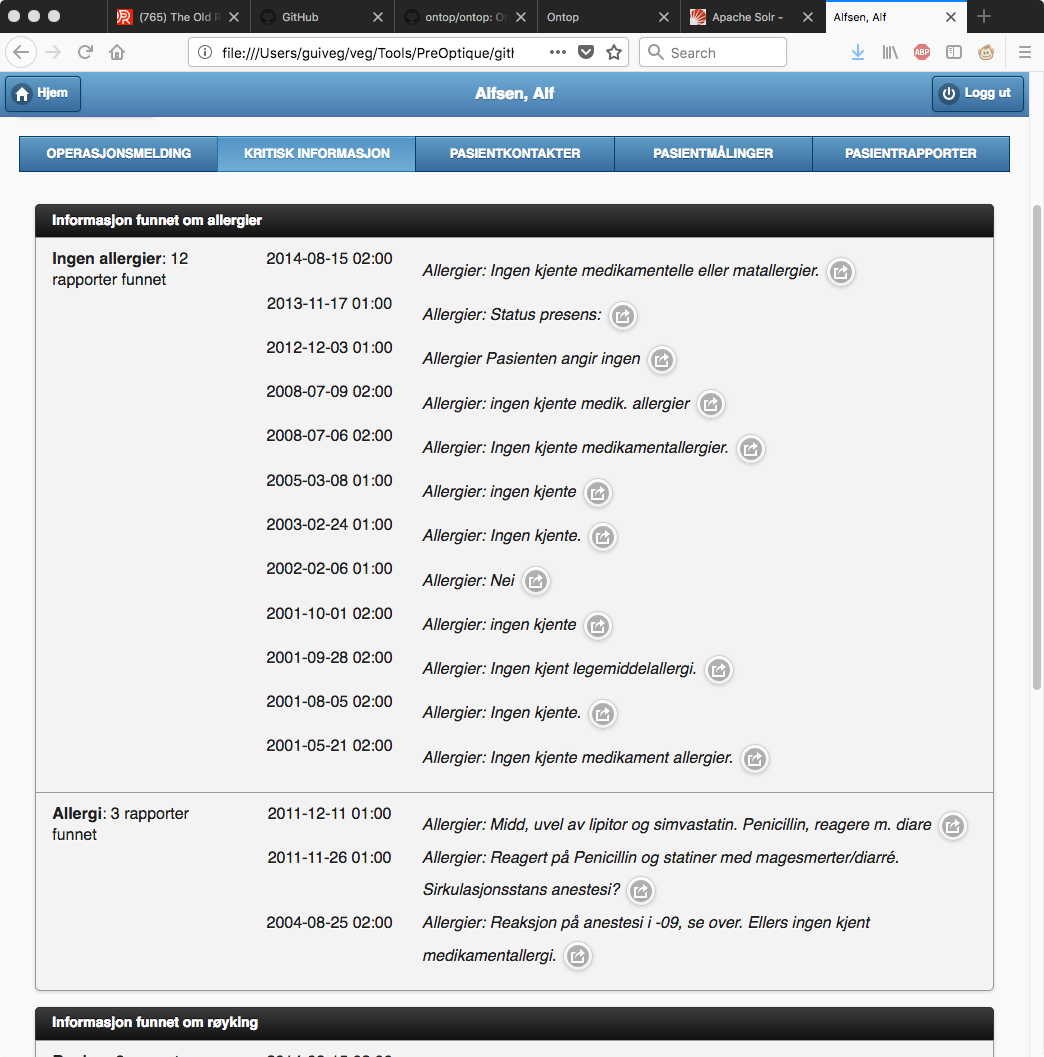 (765) The Old R
GitHub
ontop/ontop: On
Ontop
Apache Solr -
Alfsen, Alf
file:///Users/guiveg/veg/Tools/PreOptique/gith
Search
ABP
Hjem
Alfsen, Alf
Logg ut
OPERASJONSMELDING
KRITISK INFORMASJON
PASIENTKONTAKTER
PASIENTMÅLINGER
PASIENTRAPPORTER
Informasjon funnet om allergier
Ingen allergier: 12
rapporter funnet
2014-08-15 02:00
Allergier: Ingen kjente medikamentelle eller matallergier.
2013-11-17 01:00
Allergier: Status presens:
2012-12-03 01:00
Allergier Pasienten angir ingen
2008-07-09 02:00
Allergier: ingen kjente medik. allergier
2008-07-06 02:00
Allergier: Ingen kjente medikamentallergier.
2005-03-08 01:00
Allergier: ingen kjente
2003-02-24 01:00
Allergier: Ingen kjente.
2002-02-06 01:00
Allergier: Nei
2001-10-01 02:00
Allergier: ingen kjente
2001-09-28 02:00
Allergier: Ingen kjent legemiddelallergi.
2001-08-05 02:00
Allergier: Ingen kjente.
2001-05-21 02:00
Allergier: Ingen kjente medikament allergier.
Allergi: 3 rapporter
funnet
2011-12-11 01:00
Allergier: Midd, uvel av lipitor og simvastatin. Penicillin, reagere m. diare
2011-11-26 01:00
Allergier: Reagert på Penicillin og statiner med magesmerter/diarré.
Sirkulasjonsstans anestesi?
2004-08-25 02:00
Allergier: Reaksjon på anestesi i -09, se over. Ellers ingen kjent
medikamentallergi.
Informasjon funnet om røyking